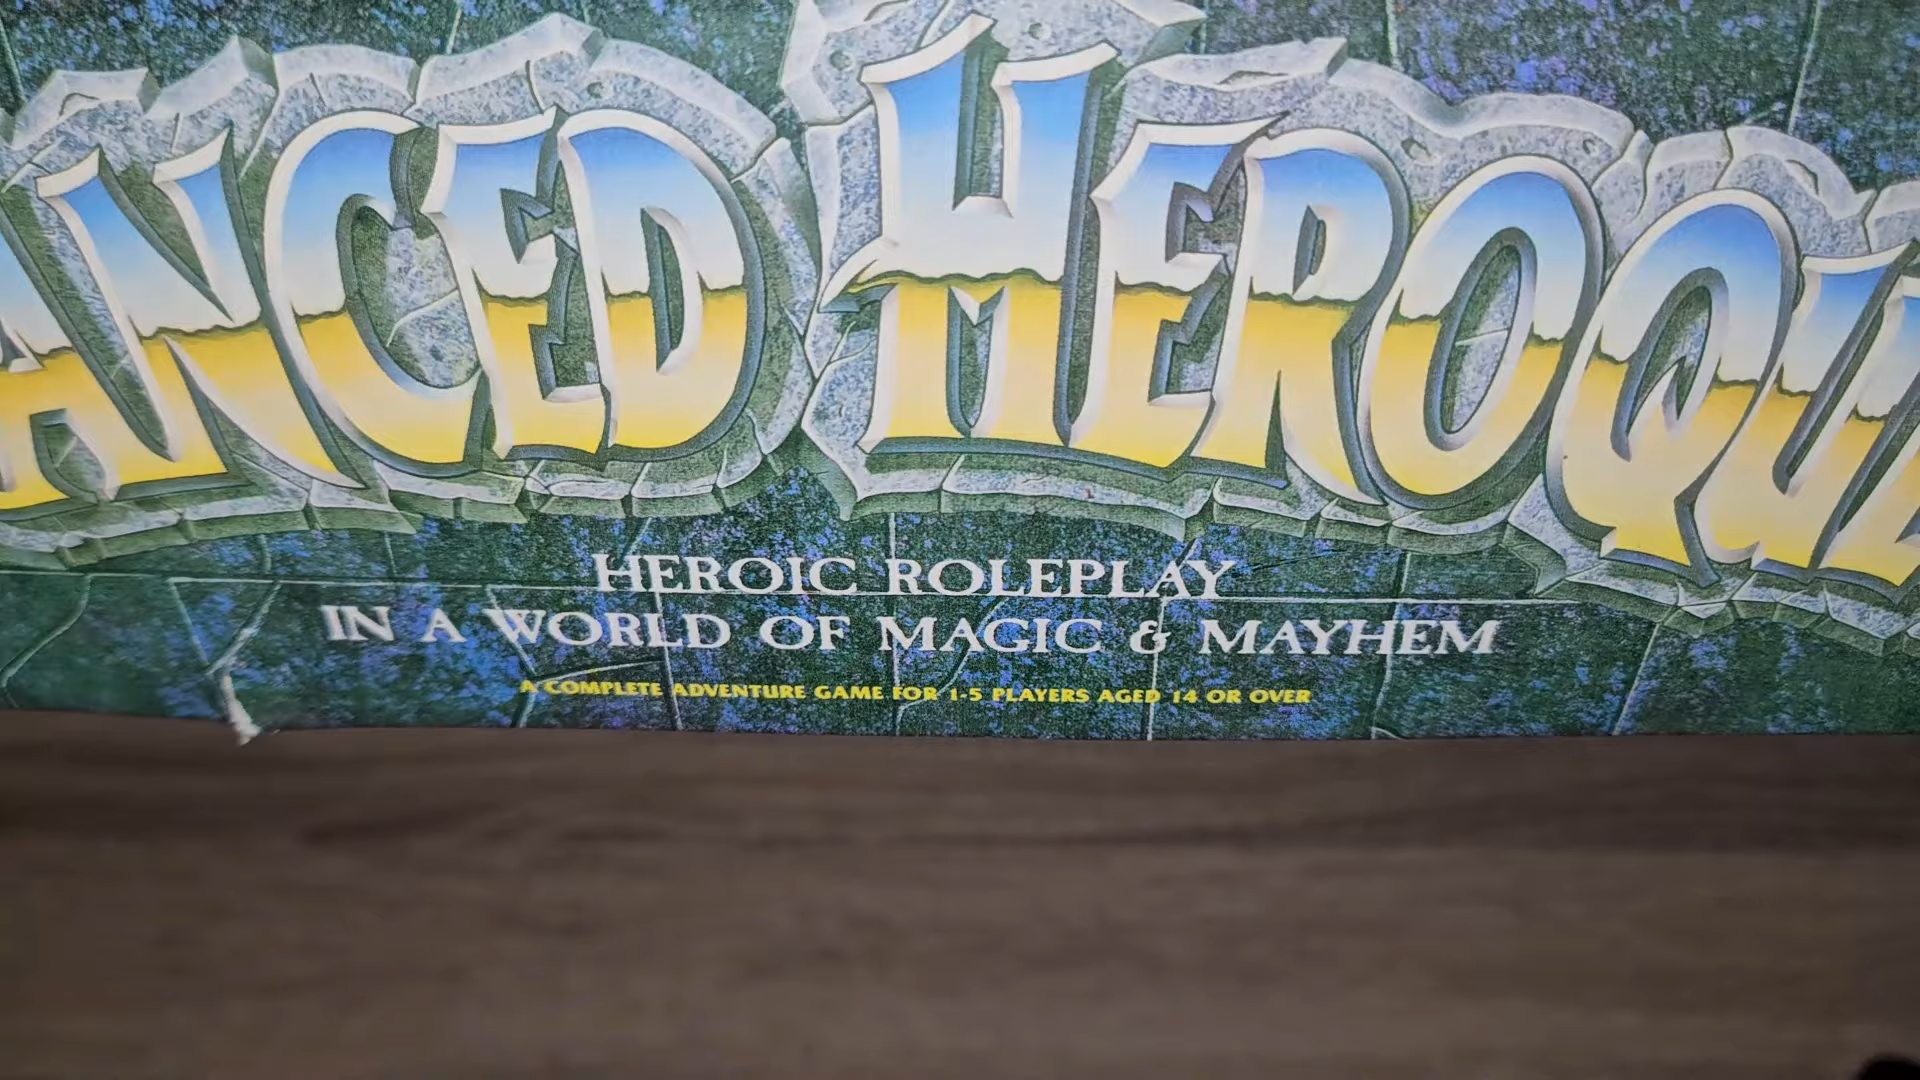 ANCED HEROQUE
HEROIC ROLEPLAY
IN A WORLD OF MAGIC & MAYHEM
A COMPLETE ADVENTURE GAME FOR 1-5 PLAYERS AGED 14 OR OVER